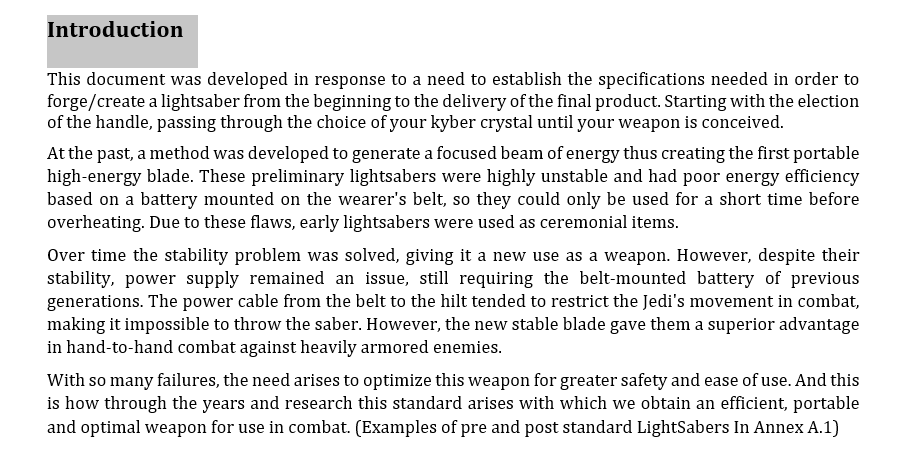 Introduction
This document was developed in response to a need to establish the specifications needed in order to
forge/create a lightsaber from the beginning to the delivery of the final product. Starting with the election
of the handle, passing through the choice of your kyber crystal until your weapon is conceived.
At the past, a method was developed to generate a focused beam of energy thus creating the first portable
high-energy blade. These preliminary lightsabers were highly unstable and had poor energy efficiency
based on a battery mounted on the wearer's belt, so they could only be used for a short time before
overheating. Due to these flaws, early lightsabers were used as ceremonial items.
Over time the stability problem was solved, giving it a new use as a weapon. However, despite their
stability, power supply remained an issue, still requiring the belt-mounted battery of previous
generations. The power cable from the belt to the hilt tended to restrict the Jedi's movement in combat,
making it impossible to throw the saber. However, the new stable blade gave them a superior advantage
in hand-to-hand combat against heavily armored enemies.
With so many failures, the need arises to optimize this weapon for greater safety and ease of use. And this
is how through the years and research this standard arises with which we obtain an efficient, portable
and optimal weapon for use in combat. (Examples of pre and post standard LightSabers In Annex A.1)